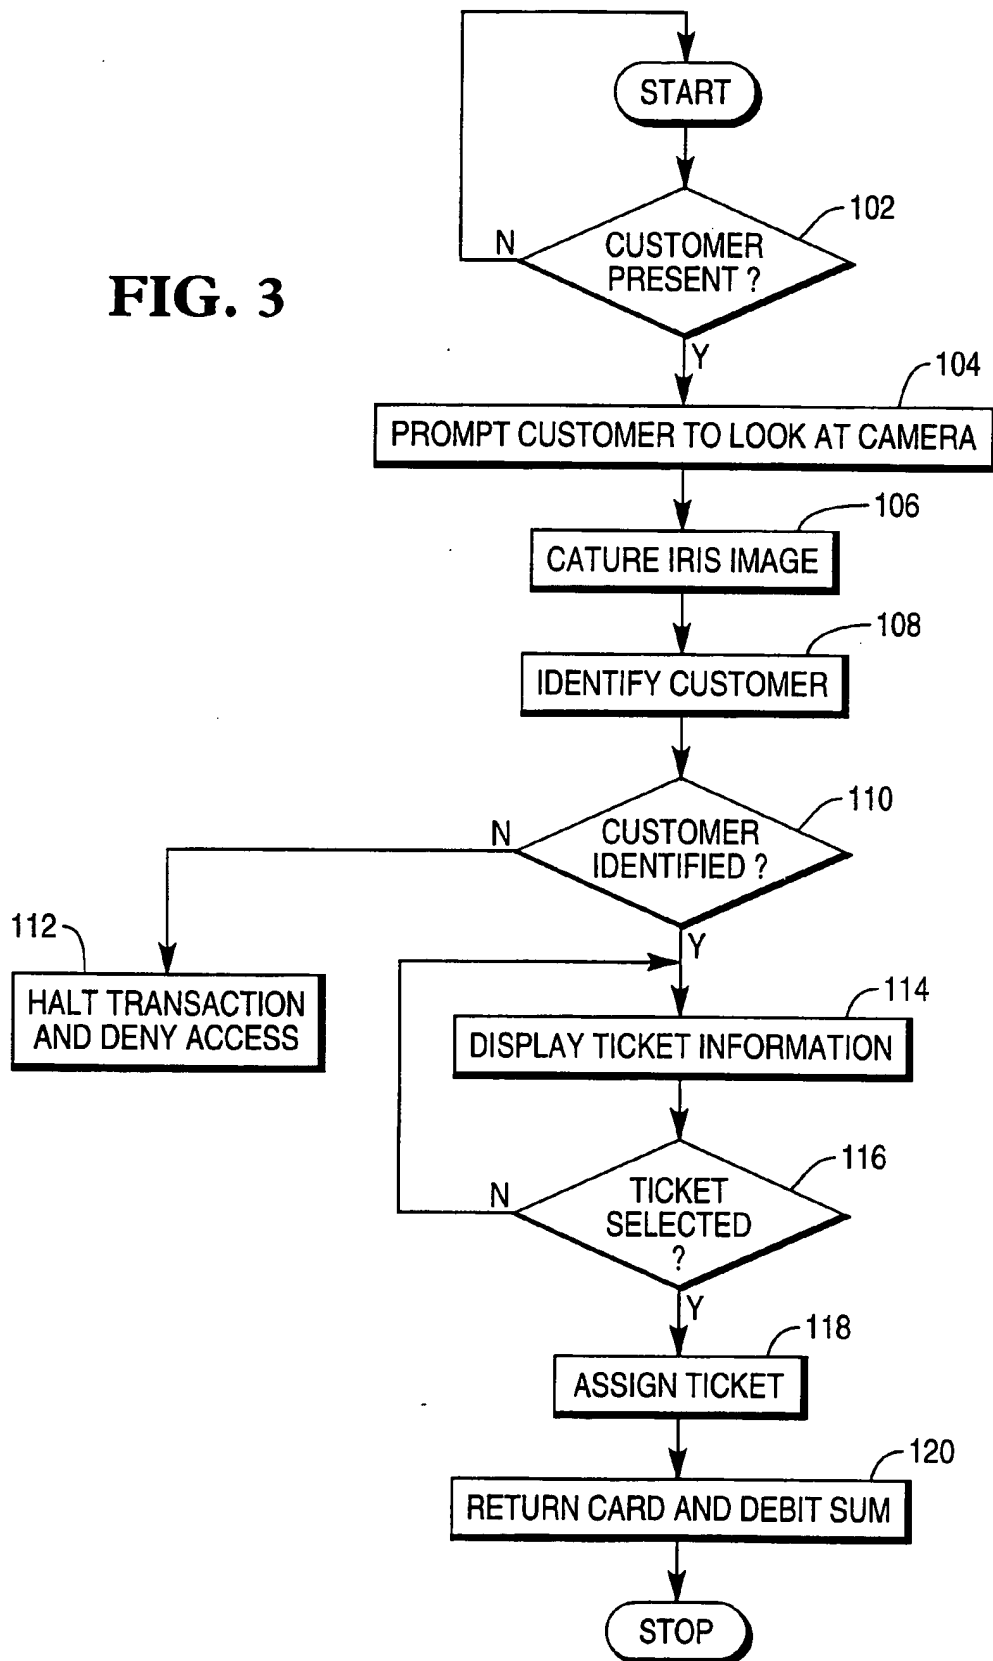 START
102
N
CUSTOMER
PRESENT ?
FIG. 3
Y
104
PROMPT CUSTOMER TO LOOK AT CAMERA
106
CATURE IRIS IMAGE
108
IDENTIFY CUSTOMER
110
N
CUSTOMER
IDENTIFIED ?
112
Y
HALT TRANSACTION
AND DENY ACCESS
114
DISPLAY TICKET INFORMATION
116
N
TICKET
SELECTED
?
Y
118
ASSIGN TICKET
120
RETURN CARD AND DEBIT SUM
STOP